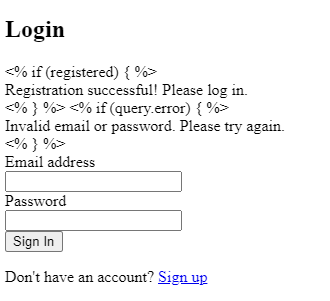 Login
<% if (registered) { %>
Registration successful! Please log in.
<% } %> <% if (query.error) { %>
Invalid email or password. Please try again.
<% } %>
Email address
Password
Sign In
Don't have an account? Sign up